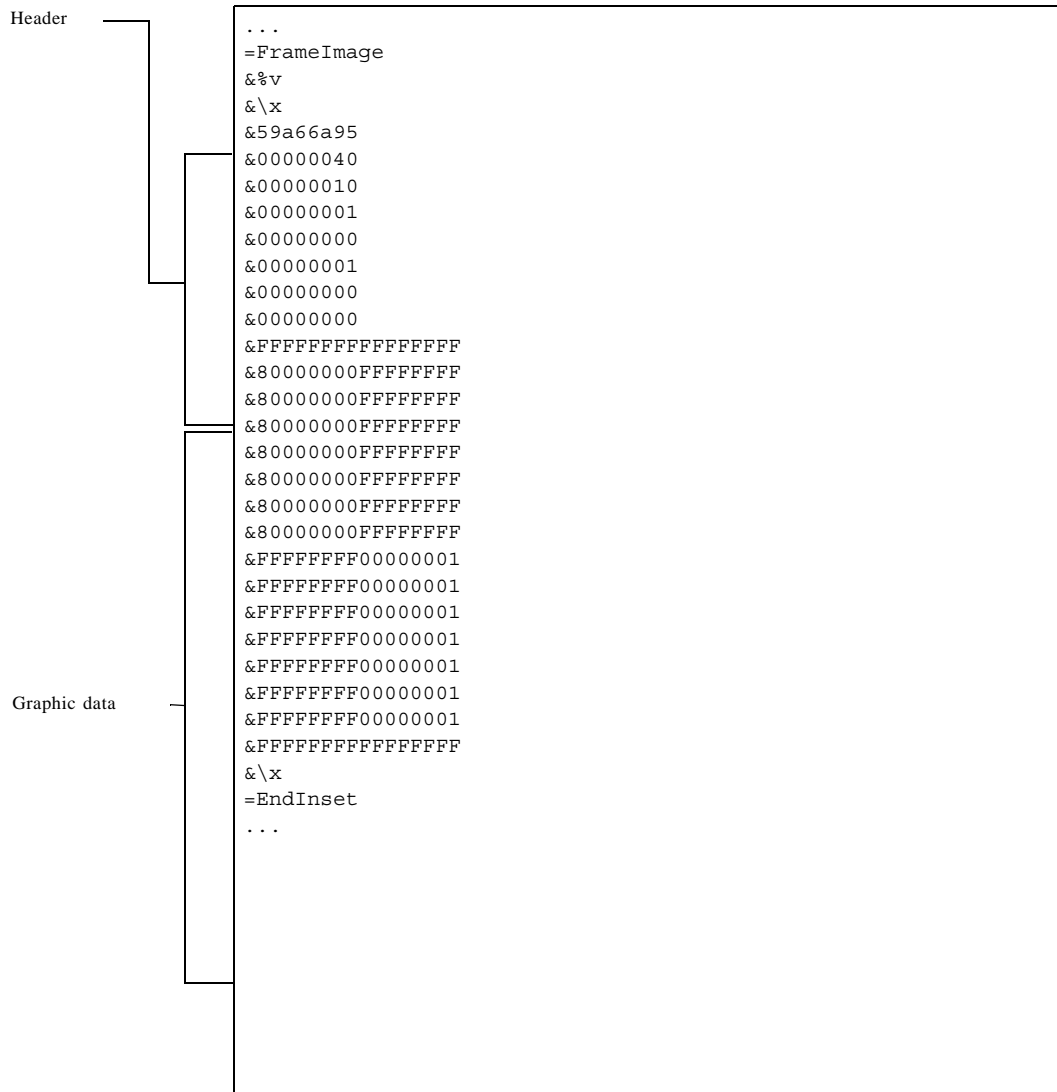 Header
...
=FrameImage
&%v
&\x
&59a66a95
&00000040
&00000010
&00000001
&00000000
&00000001
&00000000
&00000000
&FFFFFFFFFFFFFFFF
&80000000FFFFFFFF
&80000000FFFFFFFF
&80000000FFFFFFFF
&80000000FFFFFFFF
&80000000FFFFFFFF
&80000000FFFFFFFF
&80000000FFFFFFFF
&FFFFFFFF00000001
&FFFFFFFF00000001
&FFFFFFFF00000001
&FFFFFFFF00000001
&FFFFFFFF00000001
&FFFFFFFF00000001
Graphic data
&FFFFFFFF00000001
&FFFFFFFFFFFFFFFF
&\x
=EndInset
...